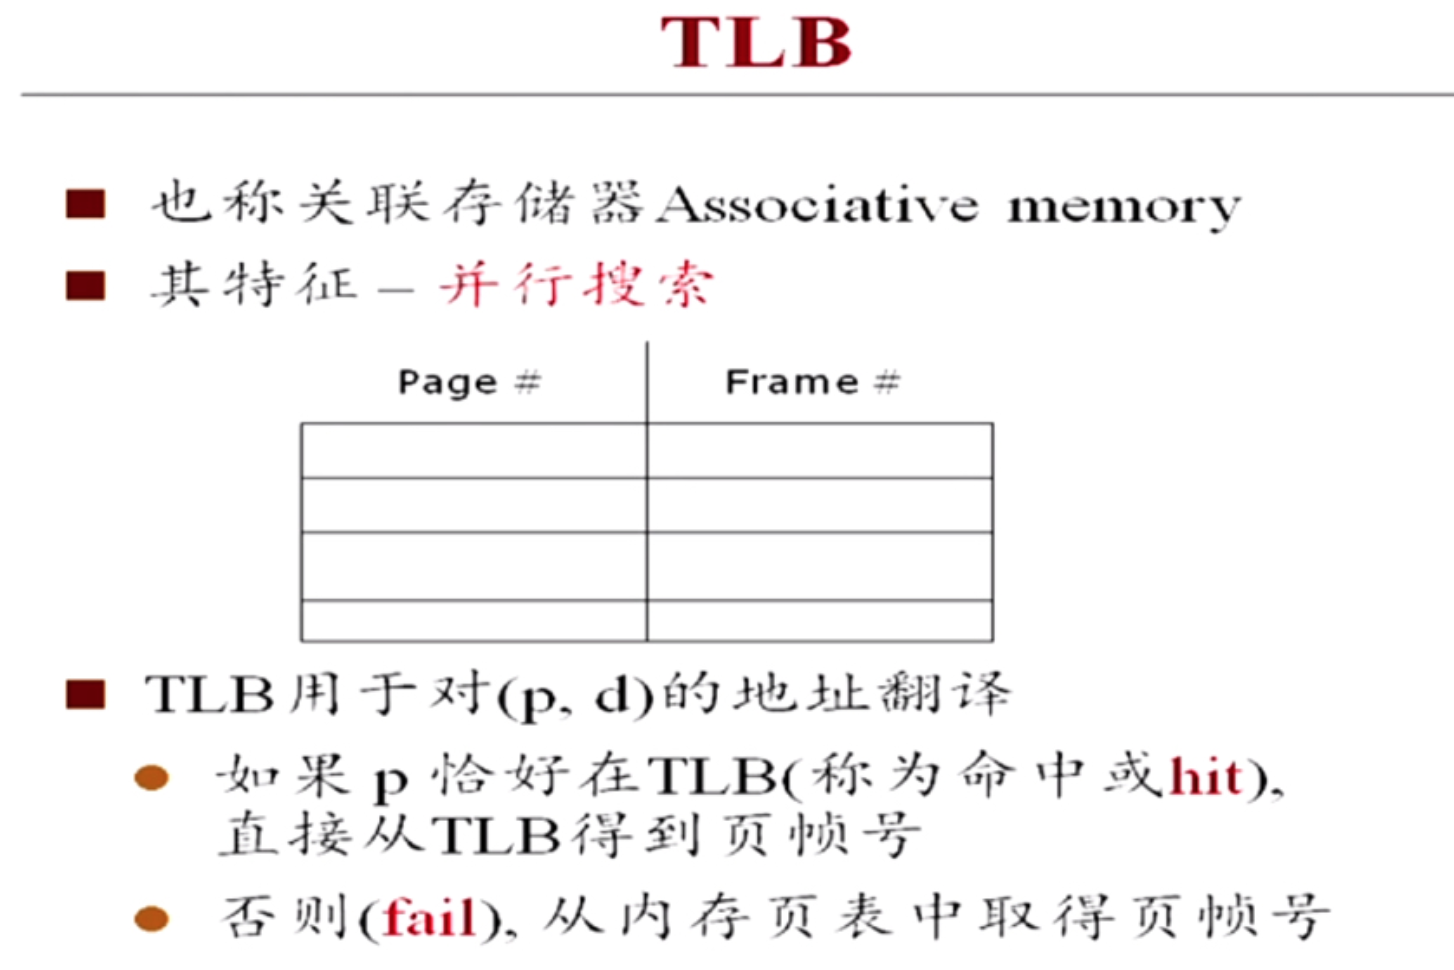 TLB
也称关联存储器Associative memory
其特征 – 并行搜索
Page # Frame #
TLB用于对(p, d)的地址翻译
如果 p 恰好在TLB(称为命中或hit),
直接从TLB得到页帧号
否则(fail), 从内存页表中取得页帧号